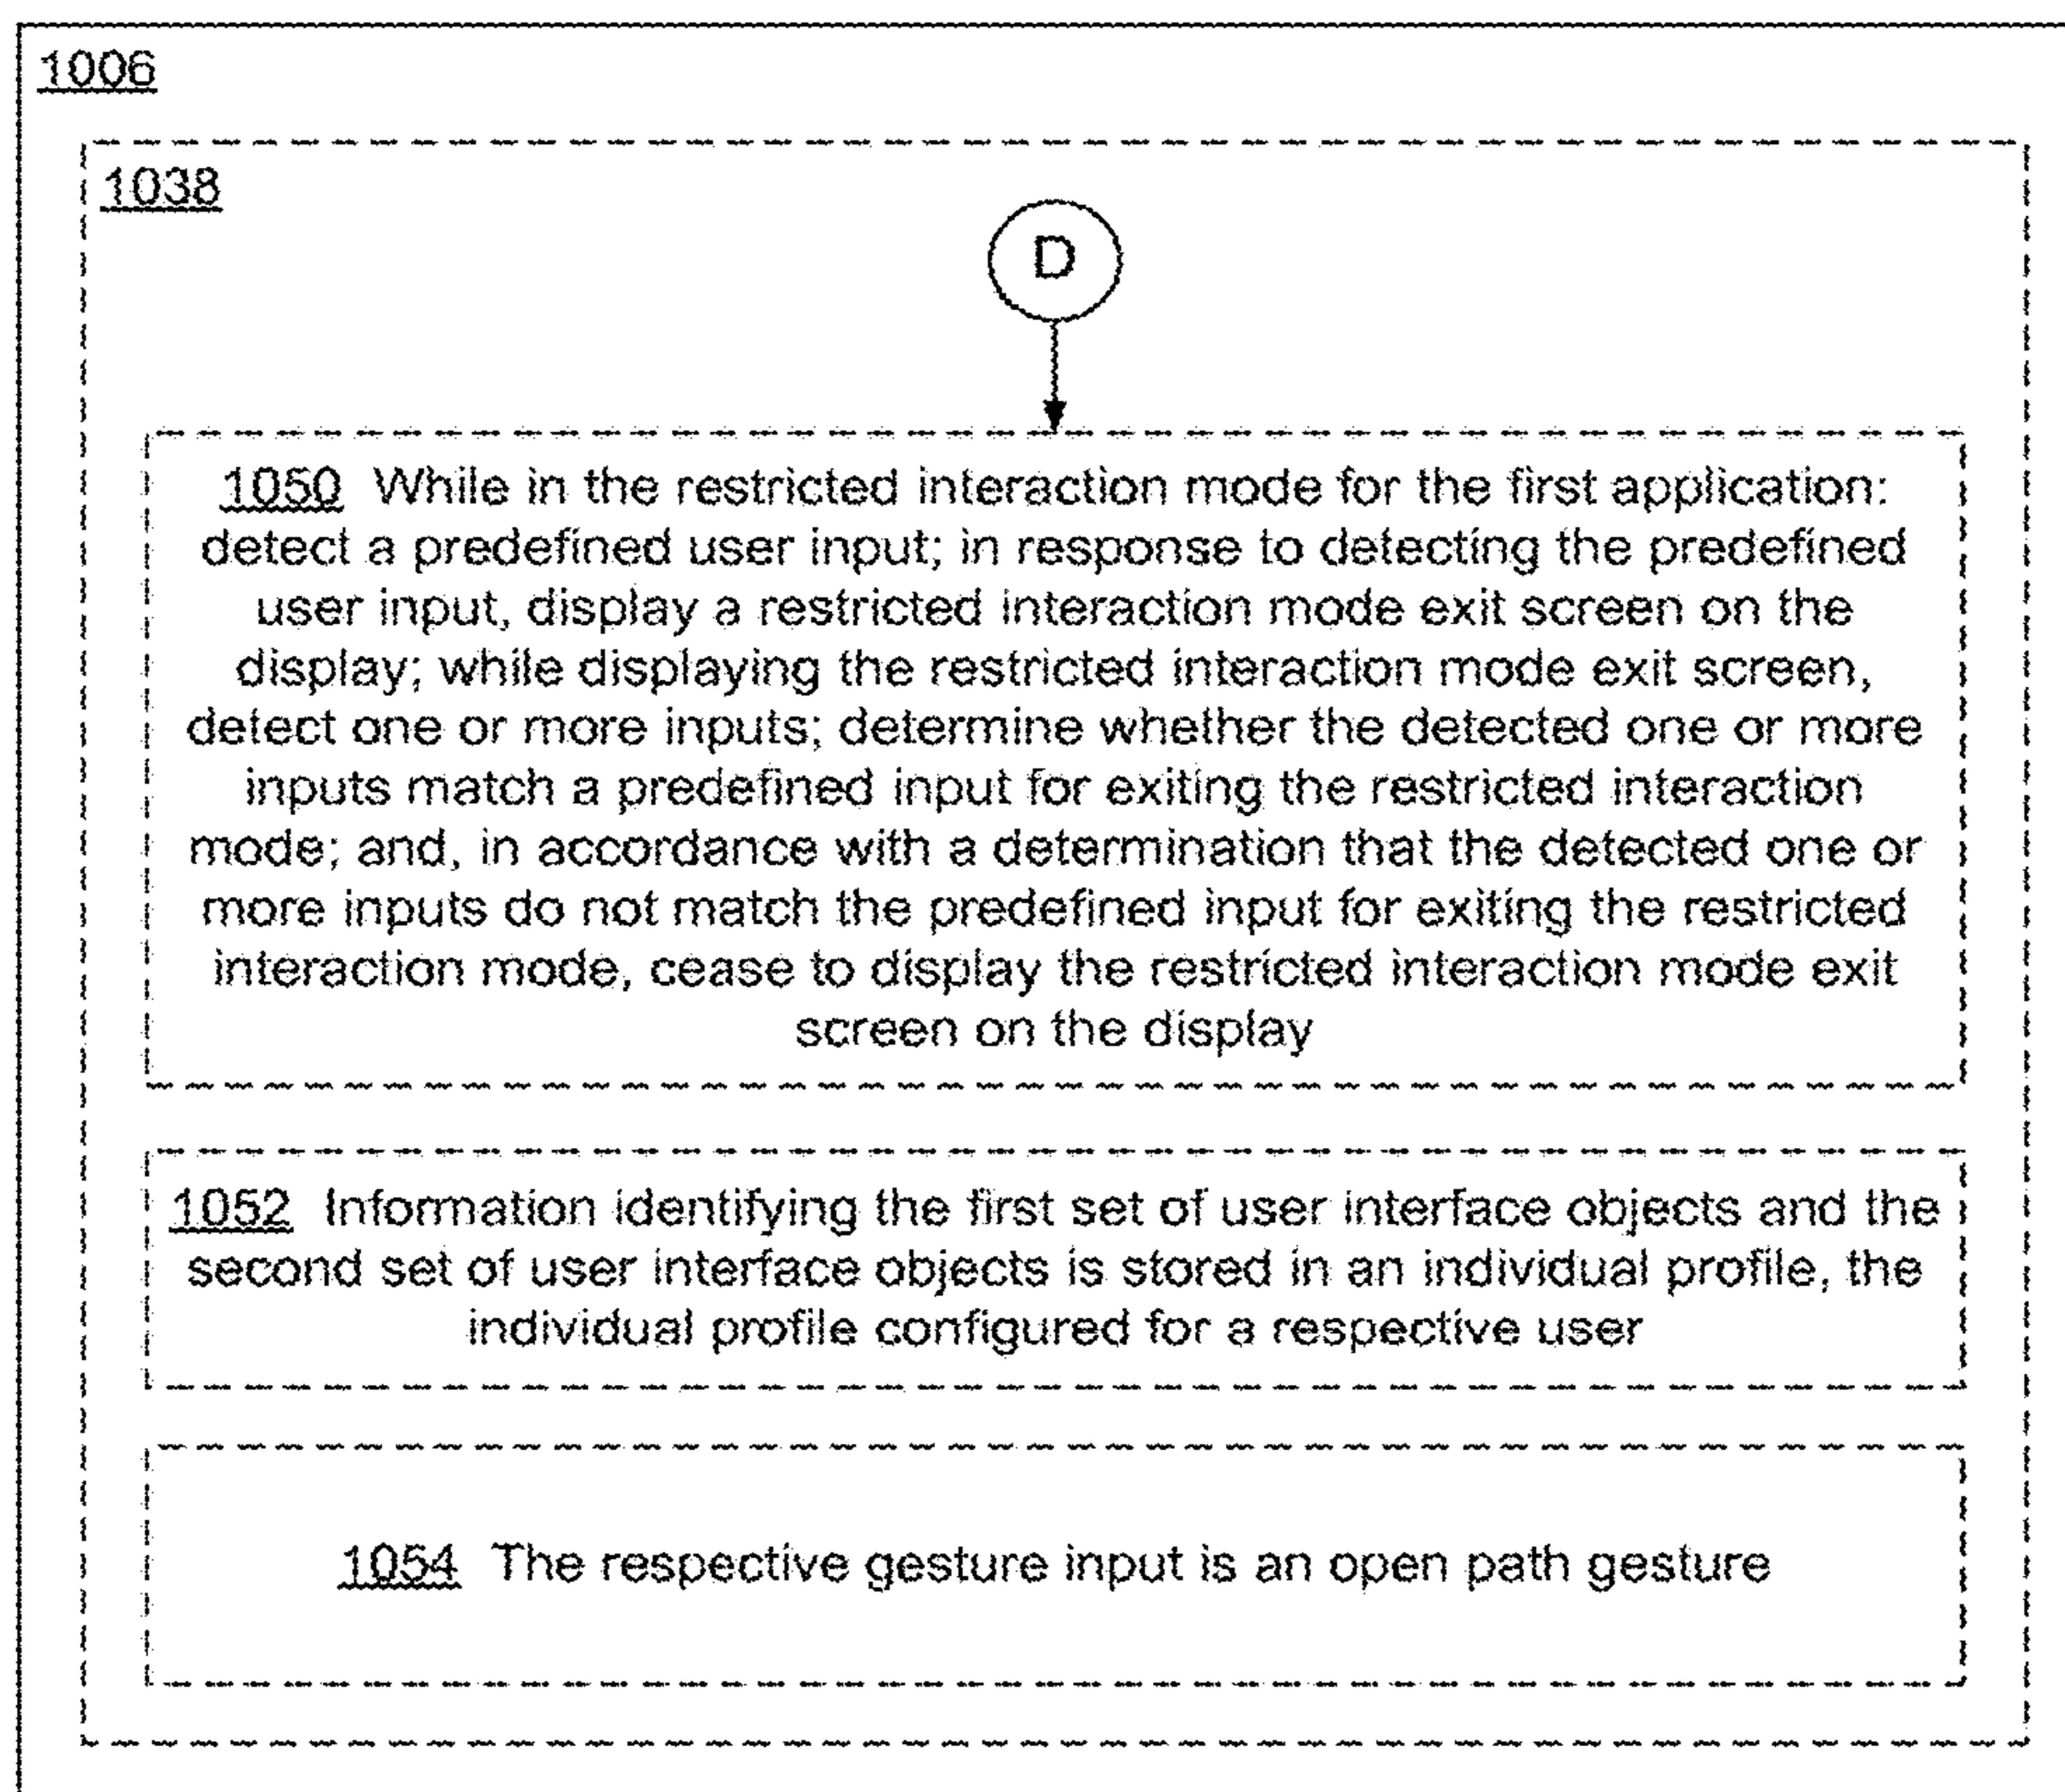 1006
1038
D
1050 While in the restricted interaction mode for the first application:
detect a predefined user input; in response to detecting the predefined
user input, display a restricted interaction mode exit screen on the
display; while displaying the restricted interaction mode exit screen,
detect one or more inputs; determine whether the detected one or more
inputs match a predefined input for exiting the restricted interaction
mode; and, in accordance with a determination that the detected one or
more inputs do not match the predefined input for exiting the restricted
interaction mode, cease to display the restricted interaction mode exit
screen on the display
1052 Information identifying the first set of user interface objects and the
second set of user interface objects is stored in an individual profile, the
individual profile configured for a respective user
1054 The respective gesture input is an open path gesture